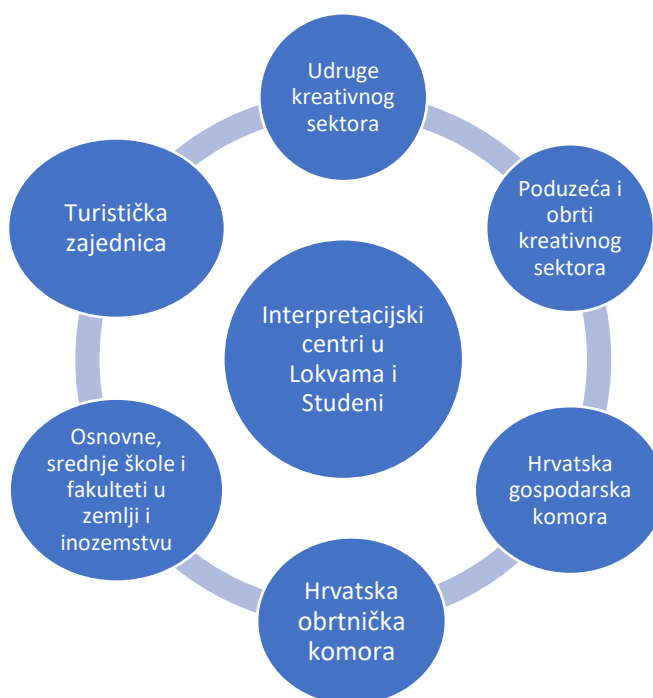 Udruge
kreativnog
sektora
Poduzeća i
obrti
kreativnog
sektora
Turistička
zajednica
Interpretacijski
centri u
Lokvama i
Studeni
Osnovne,
srednje škole i
fakulteti u
zemlji i
inozemstvu
Hrvatska
gospodarska
komora
Hrvatska
obrtnička
komora